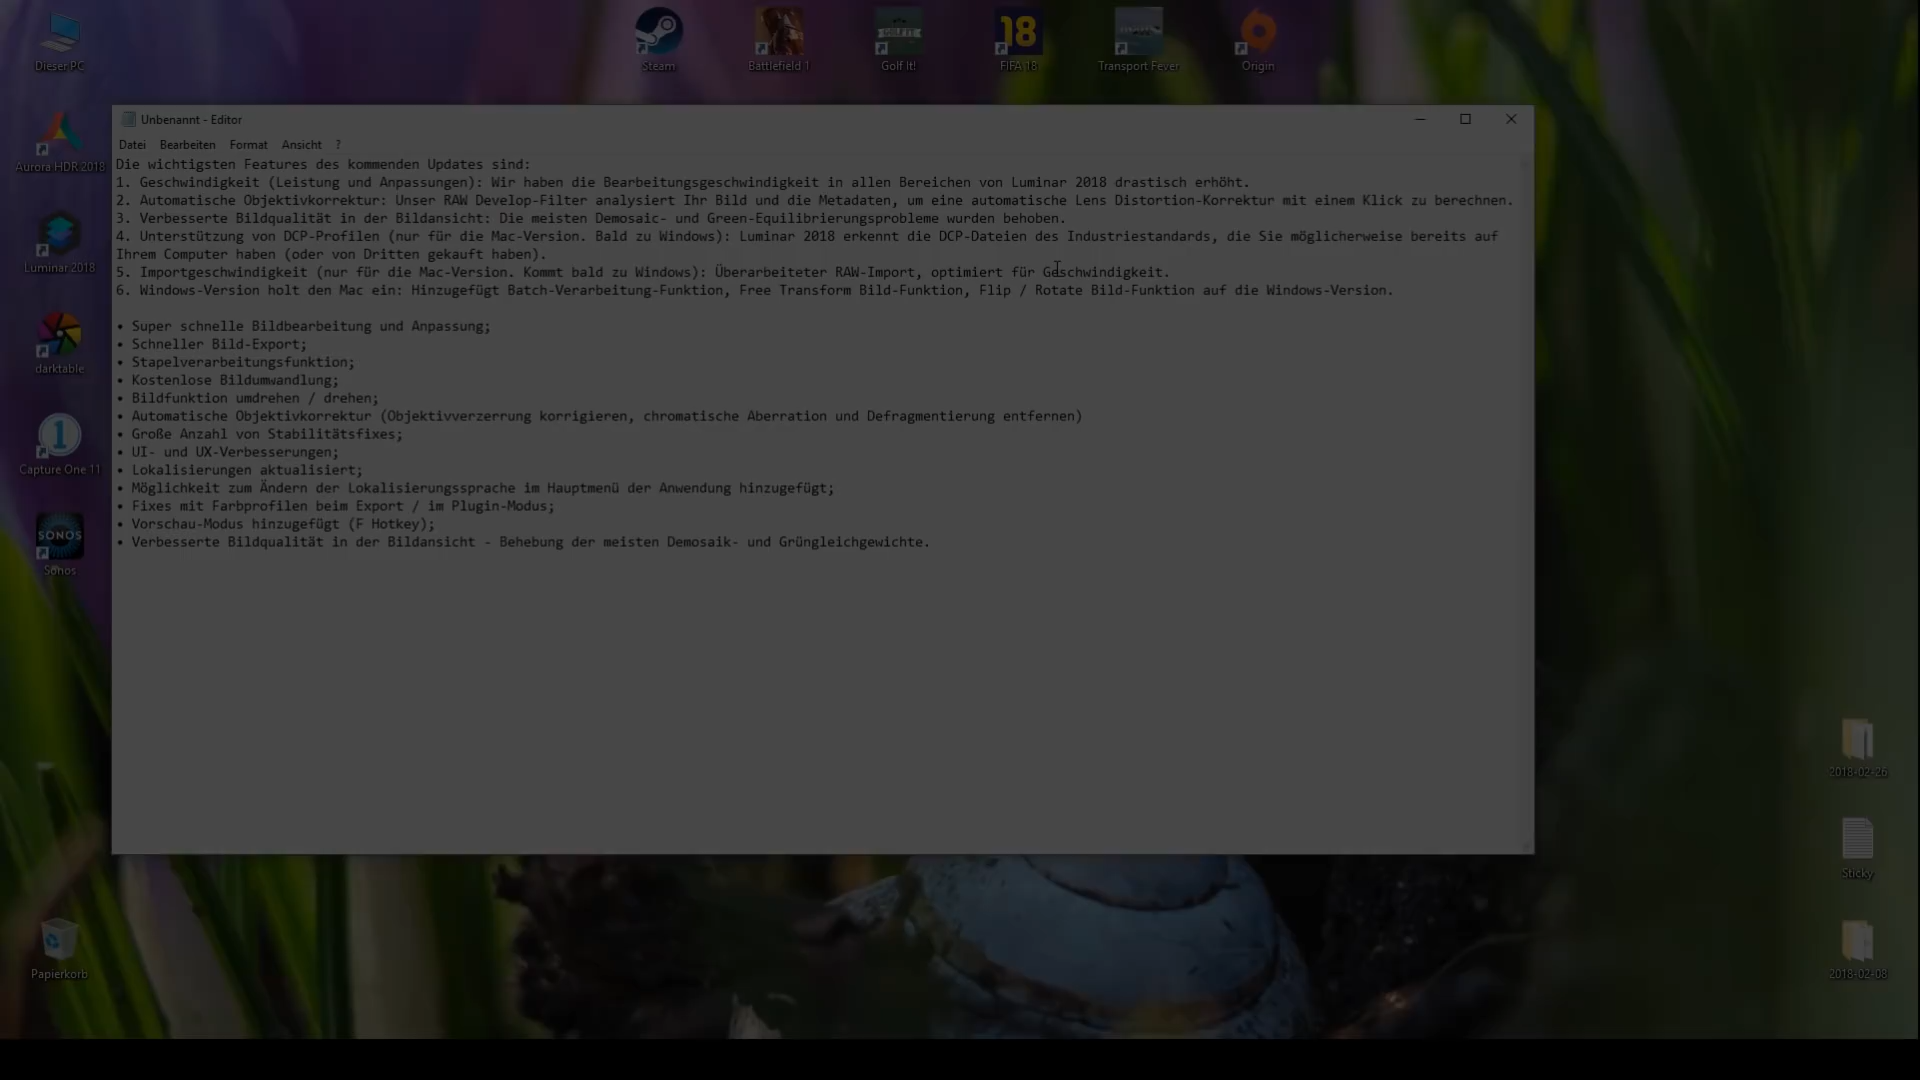 Steam
Battlefield 1
Golf It!
FIFA 18
Transport Fever
Origin
Dieser PC
Aurora HDR 2018
Luminar 2018
darktable
Capture One 11
SONOS
Sonos
Papierkorb
Unbenannt - Editor
Datei Bearbeiten Format Ansicht ?
Die wichtigsten Features des kommenden Updates sind:
1. Geschwindigkeit (Leistung und Anpassungen): Wir haben die Bearbeitungsgeschwindigkeit in allen Bereichen von Luminar 2018 drastisch erhöht.
2. Automatische Objektivkorrektur: Unser RAW Develop-Filter analysiert Ihr Bild und die Metadaten, um eine automatische Lens Distortion-Korrektur mit einem Klick zu berechnen.
3. Verbesserte Bildqualität in der Bildansicht: Die meisten Demosaic- und Green-Equilibrierungsprobleme wurden behoben.
4. Unterstützung von DCP-Profilen (nur für die Mac-Version. Bald zu Windows): Luminar 2018 erkennt die DCP-Dateien des Industriestandards, die Sie möglicherweise bereits auf
Ihrem Computer haben (oder von Dritten gekauft haben).
5. Importgeschwindigkeit (nur für die Mac-Version. Kommt bald zu Windows): Überarbeiteter RAW-Import, optimiert für Geschwindigkeit.
6. Windows-Version holt den Mac ein: Hinzugefügt Batch-Verarbeitung-Funktion, Free Transform Bild-Funktion, Flip / Rotate Bild-Funktion auf die Windows-Version.
• Super schnelle Bildbearbeitung und Anpassung;
• Schneller Bild-Export;
• Stapelverarbeitungsfunktion;
• Kostenlose Bildumwandlung;
• Bildfunktion umdrehen / drehen;
• Automatische Objektivkorrektur (Objektivverzerrung korrigieren, chromatische Aberration und Defragmentierung entfernen)
• Große Anzahl von Stabilitätsfixes;
• UI- und UX-Verbesserungen;
• Lokalisierungen aktualisiert;
• Möglichkeit zum Ändern der Lokalisierungssprache im Hauptmenü der Anwendung hinzugefügt;
• Fixes mit Farbprofilen beim Export / im Plugin-Modus;
• Vorschau-Modus hinzugefügt (F Hotkey);
• Verbesserte Bildqualität in der Bildansicht - Behebung der meisten Demosaik- und Grüngleichgewichte.
2018-02-26
Sticky
2018-02-08